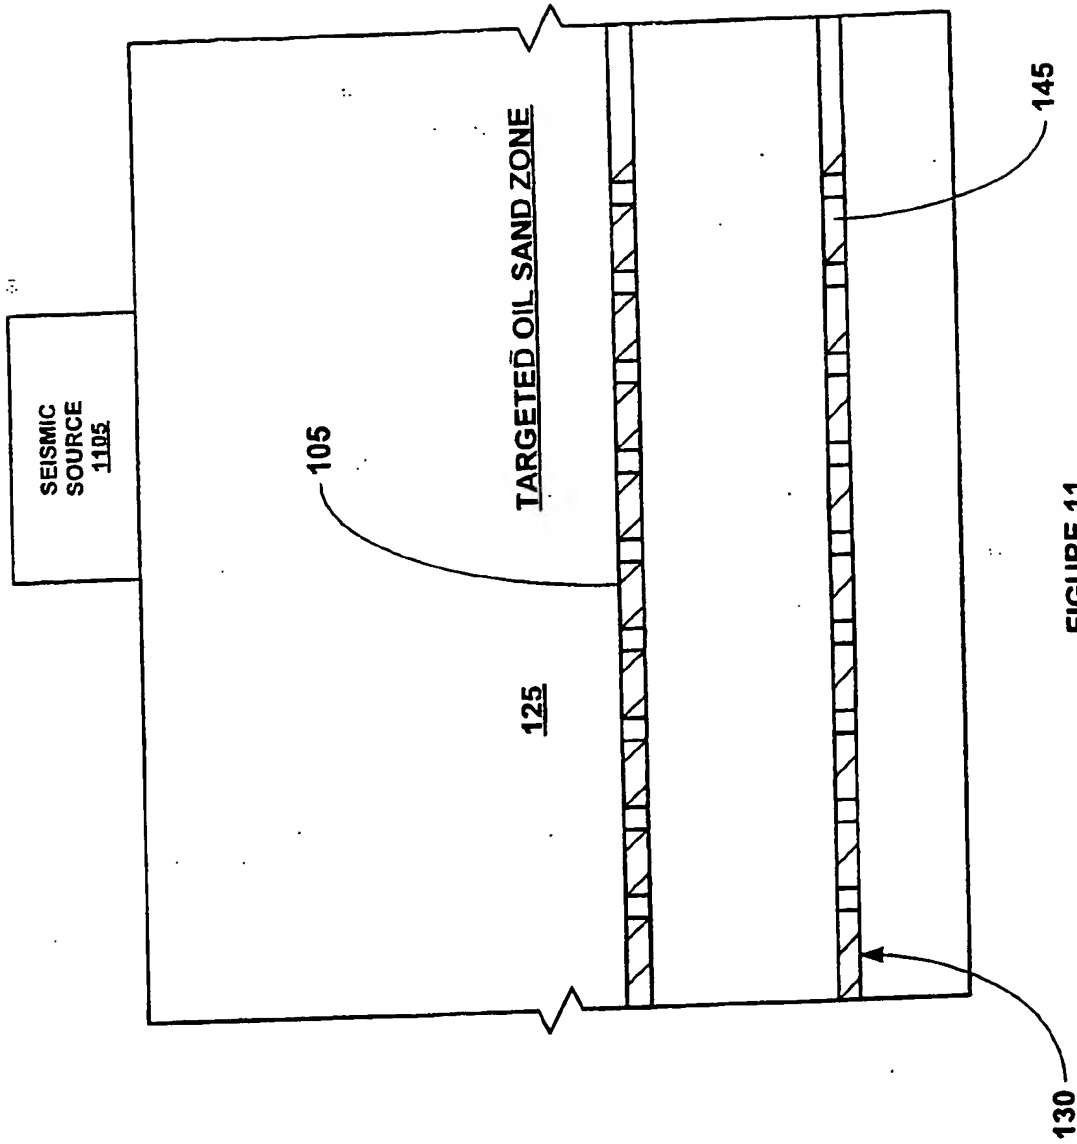 SEISMIC
SOURCE
1105
105
TARGETED OIL SAND ZONE
125
145
130
FIGURE 11